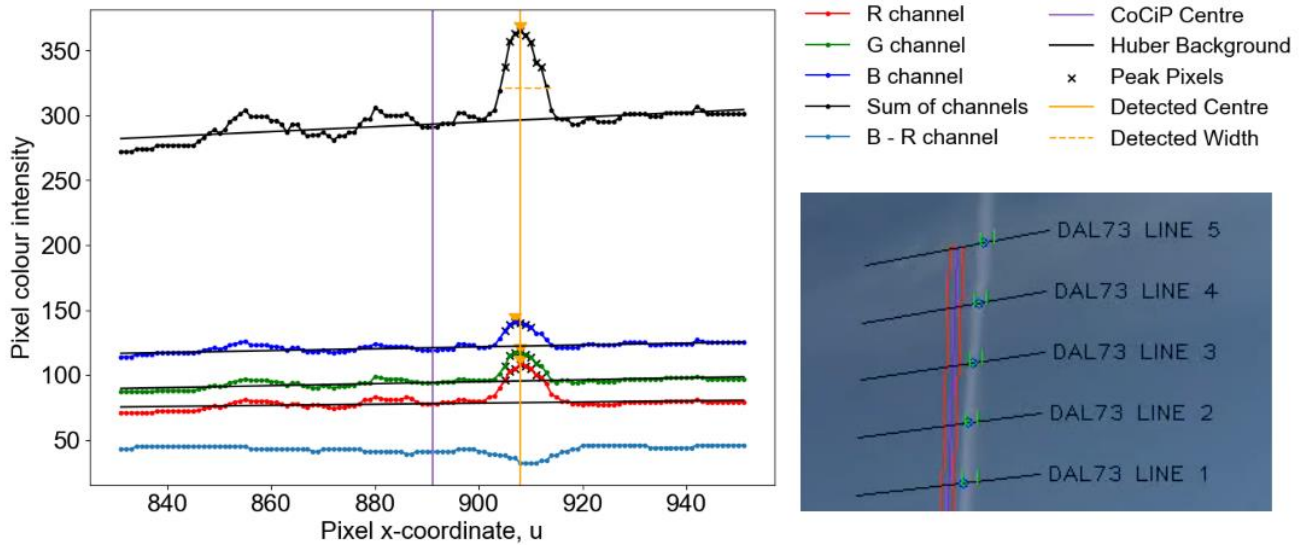 R channel
G channel
B channel
Sum of channels
B - R channel
CoCiP Centre
Huber Background
Peak Pixels
Detected Centre
Detected Width
Pixel colour intensity
350
300
250
200
150
100
50
840
860
880
900
920
940
Pixel x-coordinate, u
DAL73 LINE 5
DAL73 LINE 4
DAL73 LINE 3
DAL73 LINE 2
DAL73 LINE 1